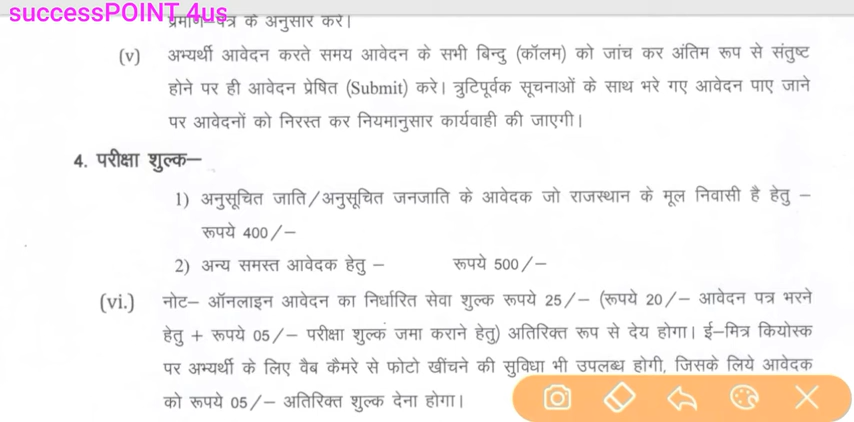 successPOINT 4us
प्रमाण-पत्र के अनुसार करें।
(v) अभ्यर्थी आवेदन करते समय आवेदन के सभी बिन्दु (कॉलम) को जांच कर अंतिम रूप से संतुष्ट
होने पर ही आवेदन प्रेषित (Submit) करे। त्रुटिपूर्वक सूचनाओं के साथ भरे गए आवेदन पाए जाने
पर आवेदनों को निरस्त कर नियमानुसार कार्यवाही की जाएगी।
4. परीक्षा शुल्क—
1) अनुसूचित जाति/अनुसूचित जनजाति के आवेदक जो राजस्थान के मूल निवासी है हेतु –
रूपये 400/–
2) अन्य समस्त आवेदक हेतु – रूपये 500/–
(vi.) नोट– ऑनलाइन आवेदन का निर्धारित सेवा शुल्क रूपये 25/– (रूपये 20/– आवेदन पत्र भरने
हेतु + रूपये 05/– परीक्षा शुल्क जमा कराने हेतु) अतिरिक्त रूप से देय होगा। ई–मित्र कियोस्क
पर अभ्यर्थी के लिए वैब कैमरे से फोटो खींचने की सुविधा भी उपलब्ध होगी, जिसके लिये आवेदक
को रूपये 05/– अतिरिक्त शुल्क देना होगा।